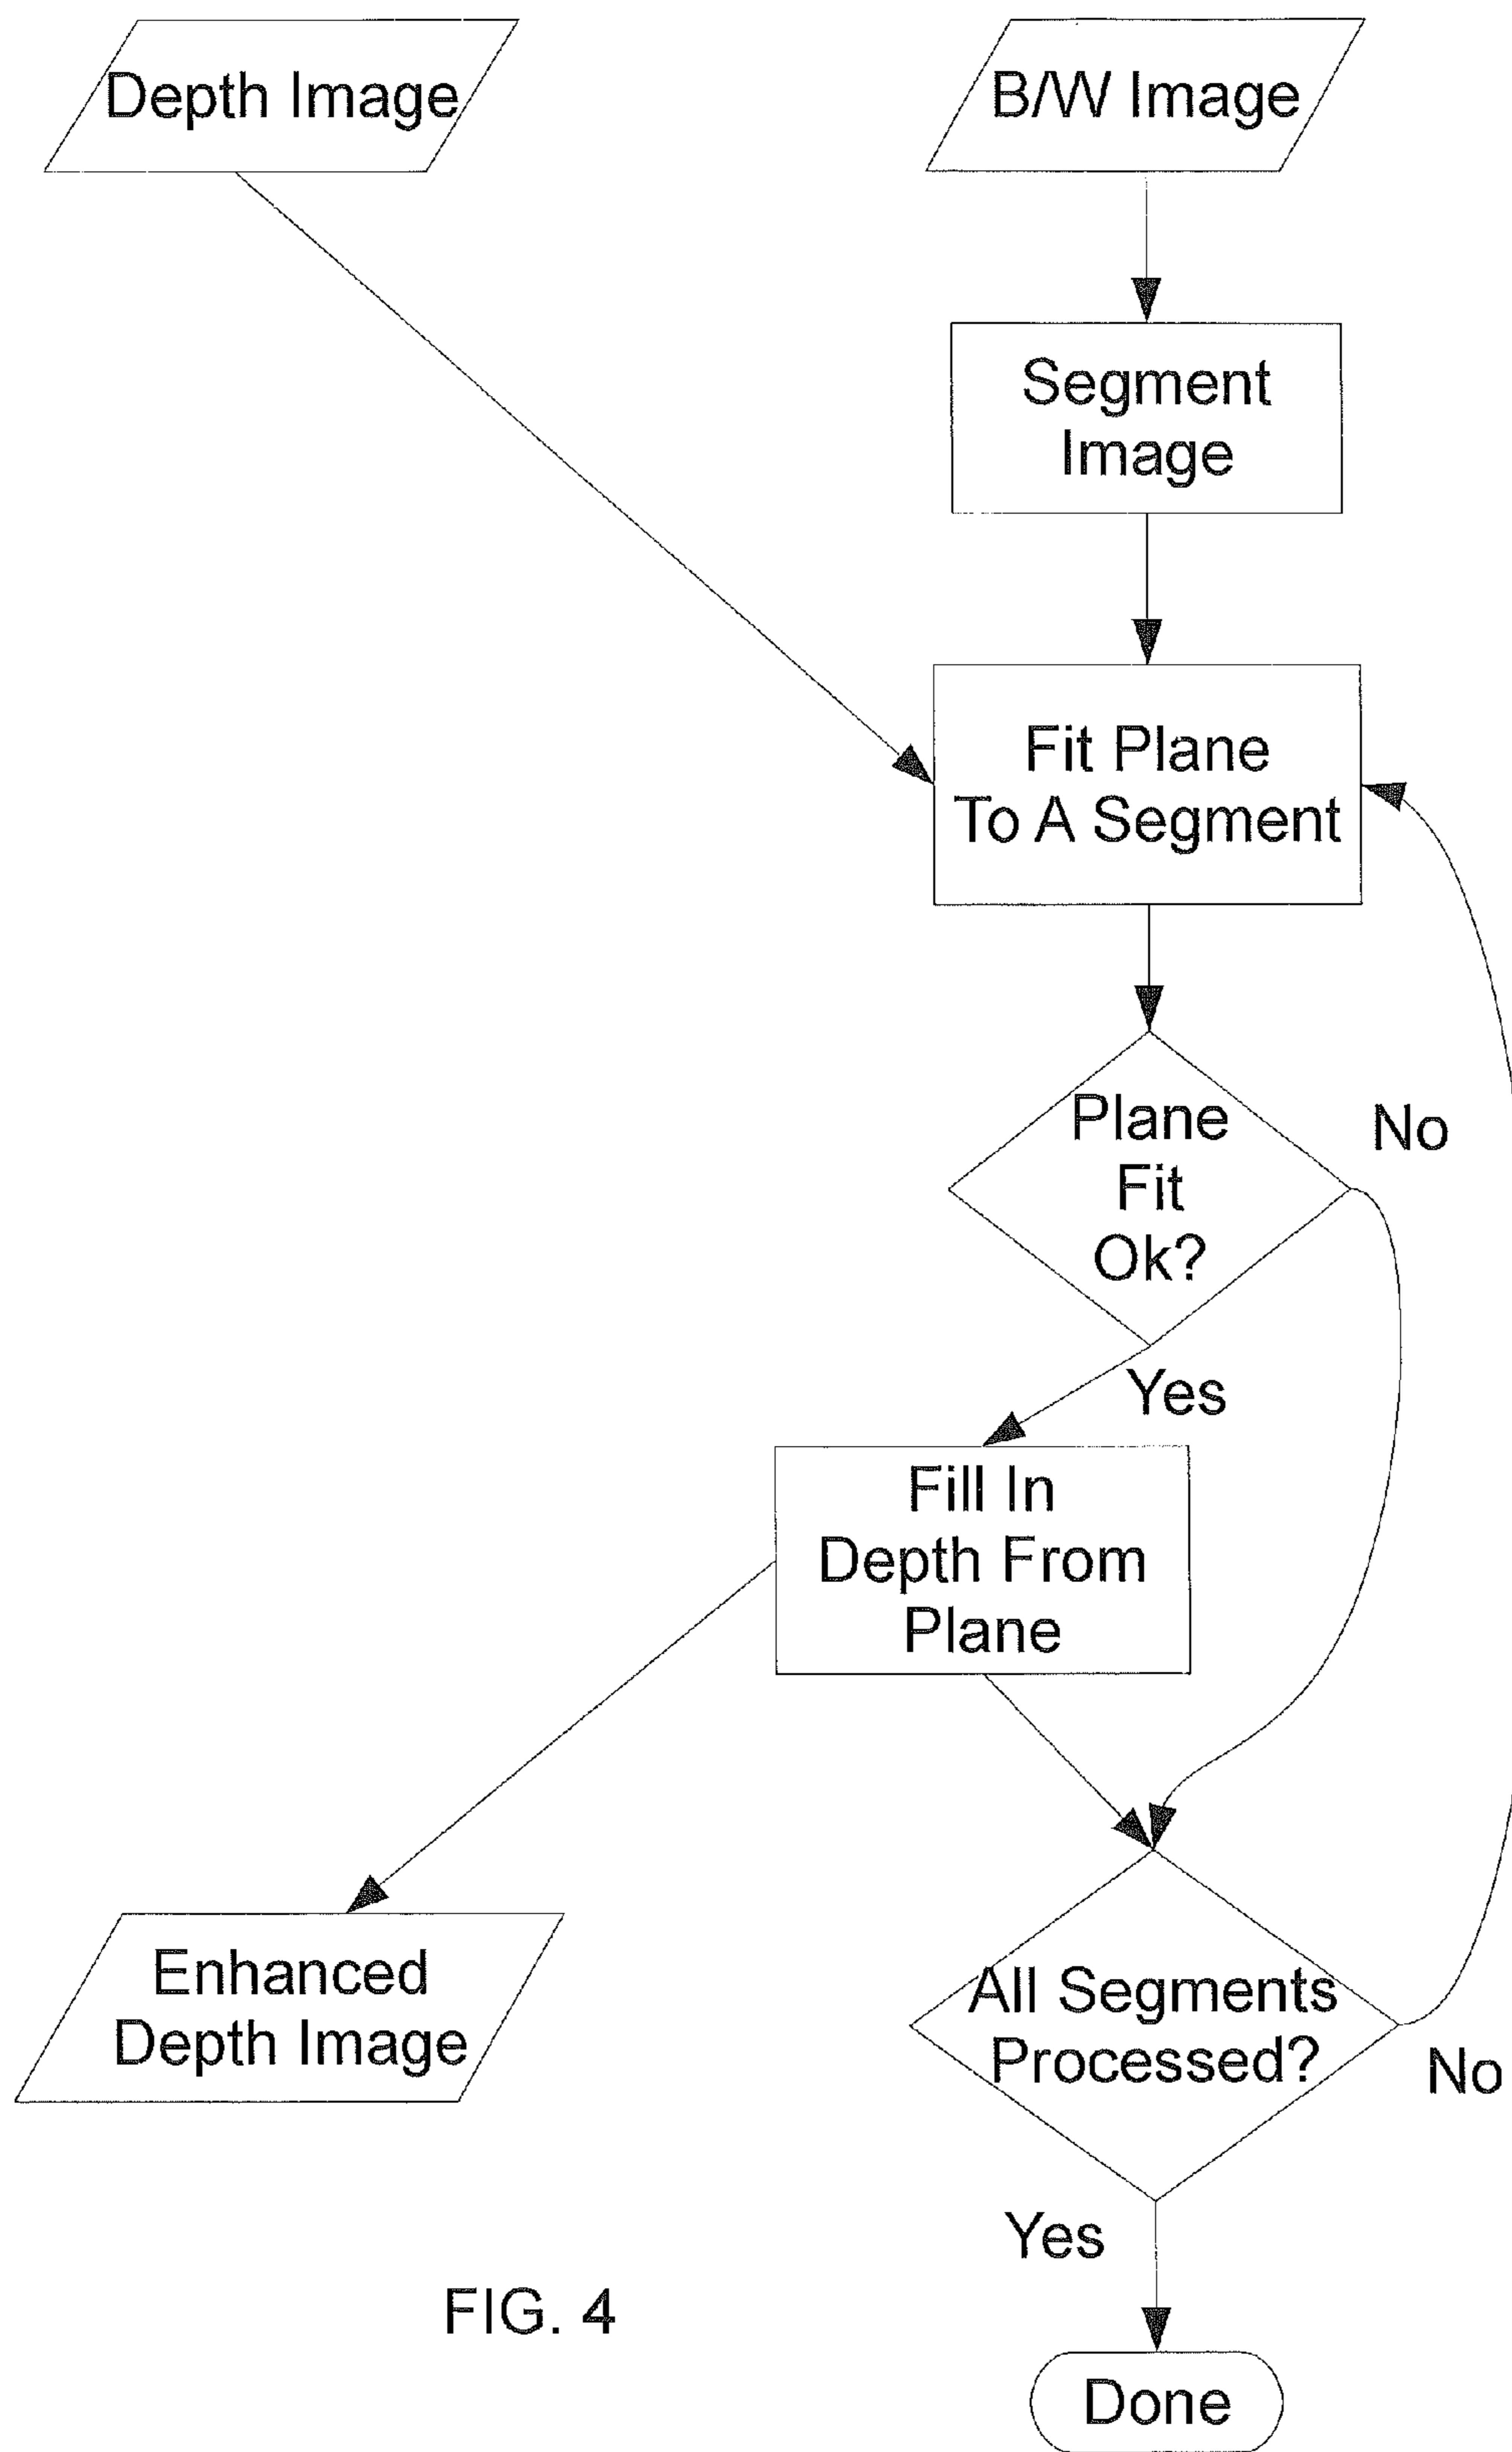 Depth Image
B/W Image
Segment
Image
Fit Plane
To A Segment
Plane
Fit
Ok?
No
Yes
Fill In
Depth From
Plane
Enhanced
Depth Image
All Segments
Processed?
No
Yes
FIG. 4
Done